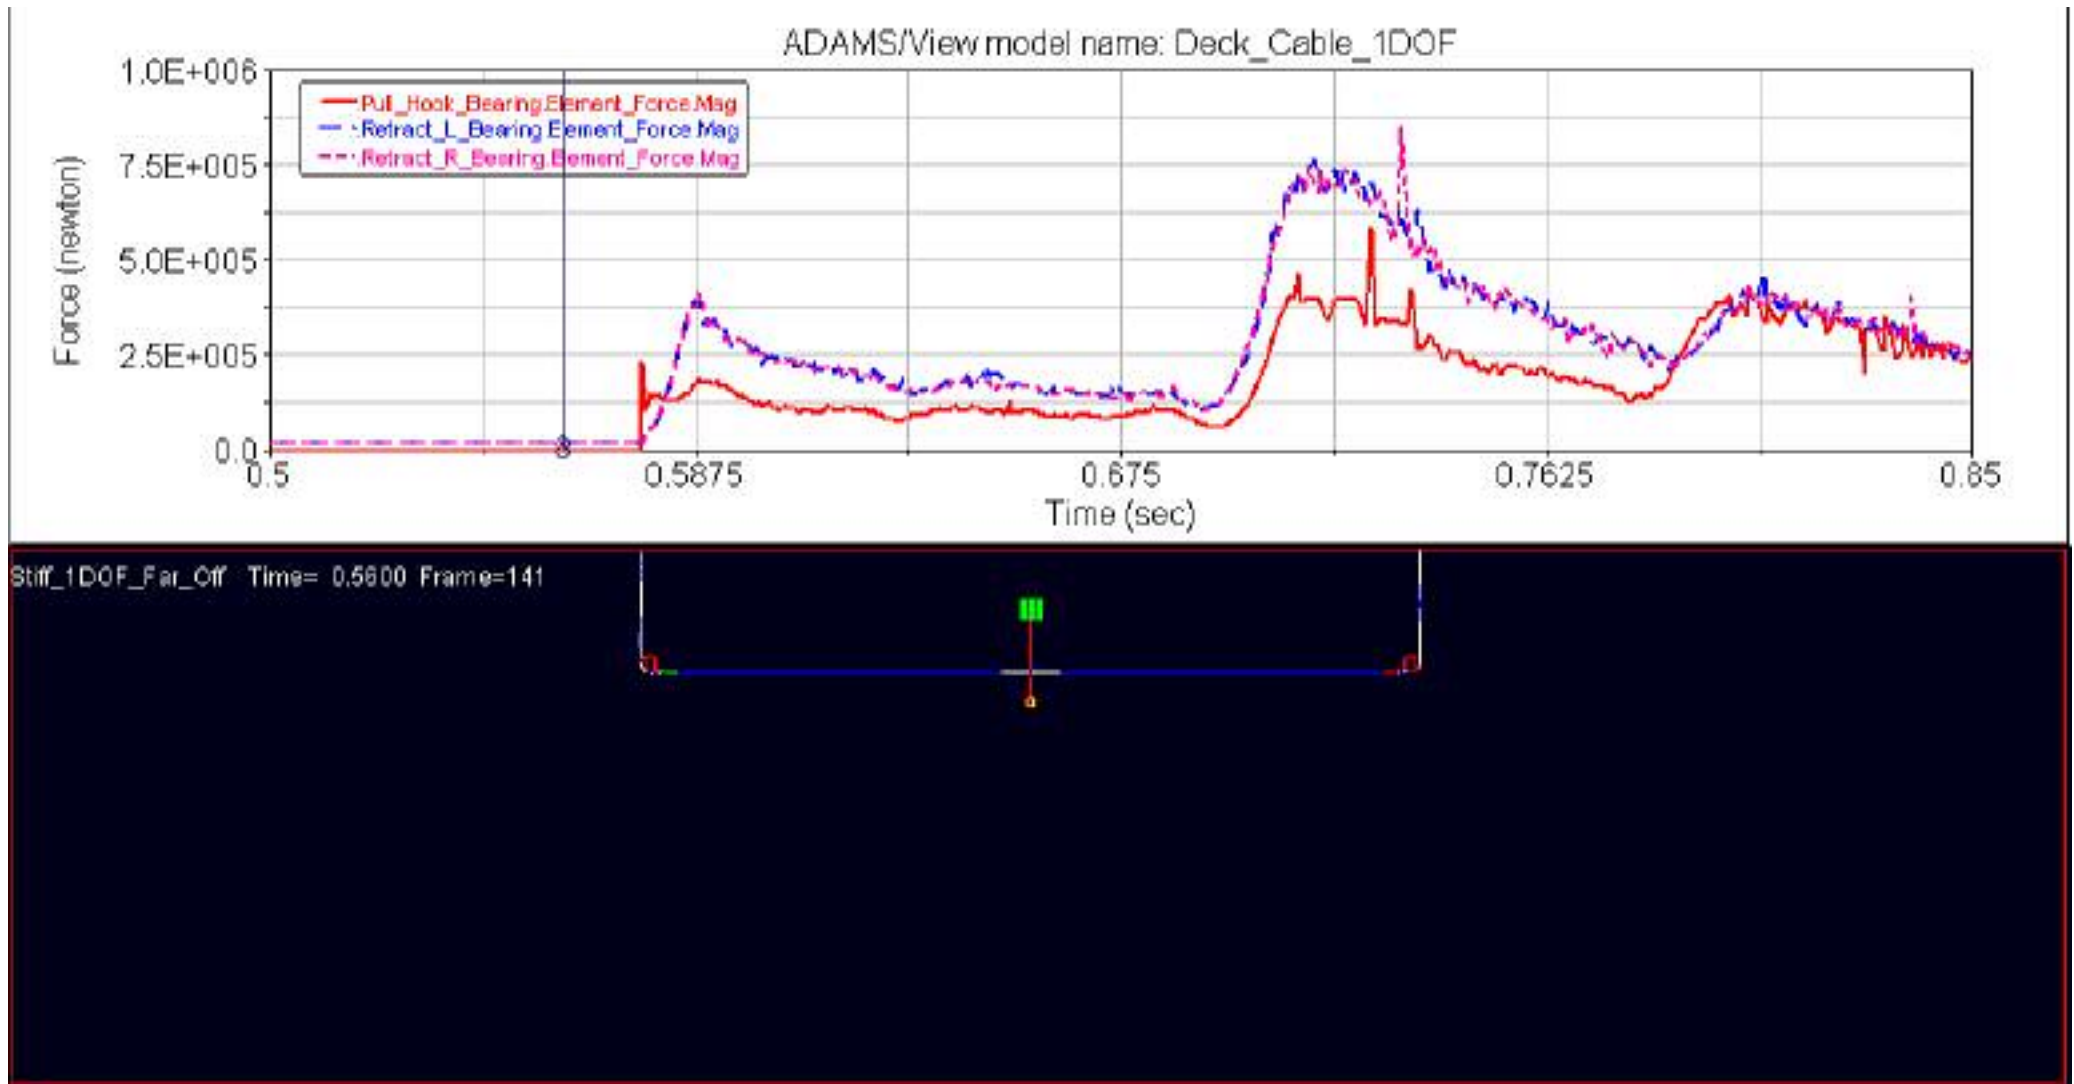 ADAMS/View model name: Deck_Cable_1DOF
1.0E+006
7.5E+005
5.0E+005
2.5E+005
0.0
Force (newton)
Pull_Hook_Bearing.Element_Force.Mag
Retract_L_Bearing.Element_Force.Mag
Retract_R_Bearing.Element_Force.Mag
0.5 0.5875 0.675 0.7625 0.85
Time (sec)
Stiff_1DOF_Far_Off Time= 0.5600 Frame=141